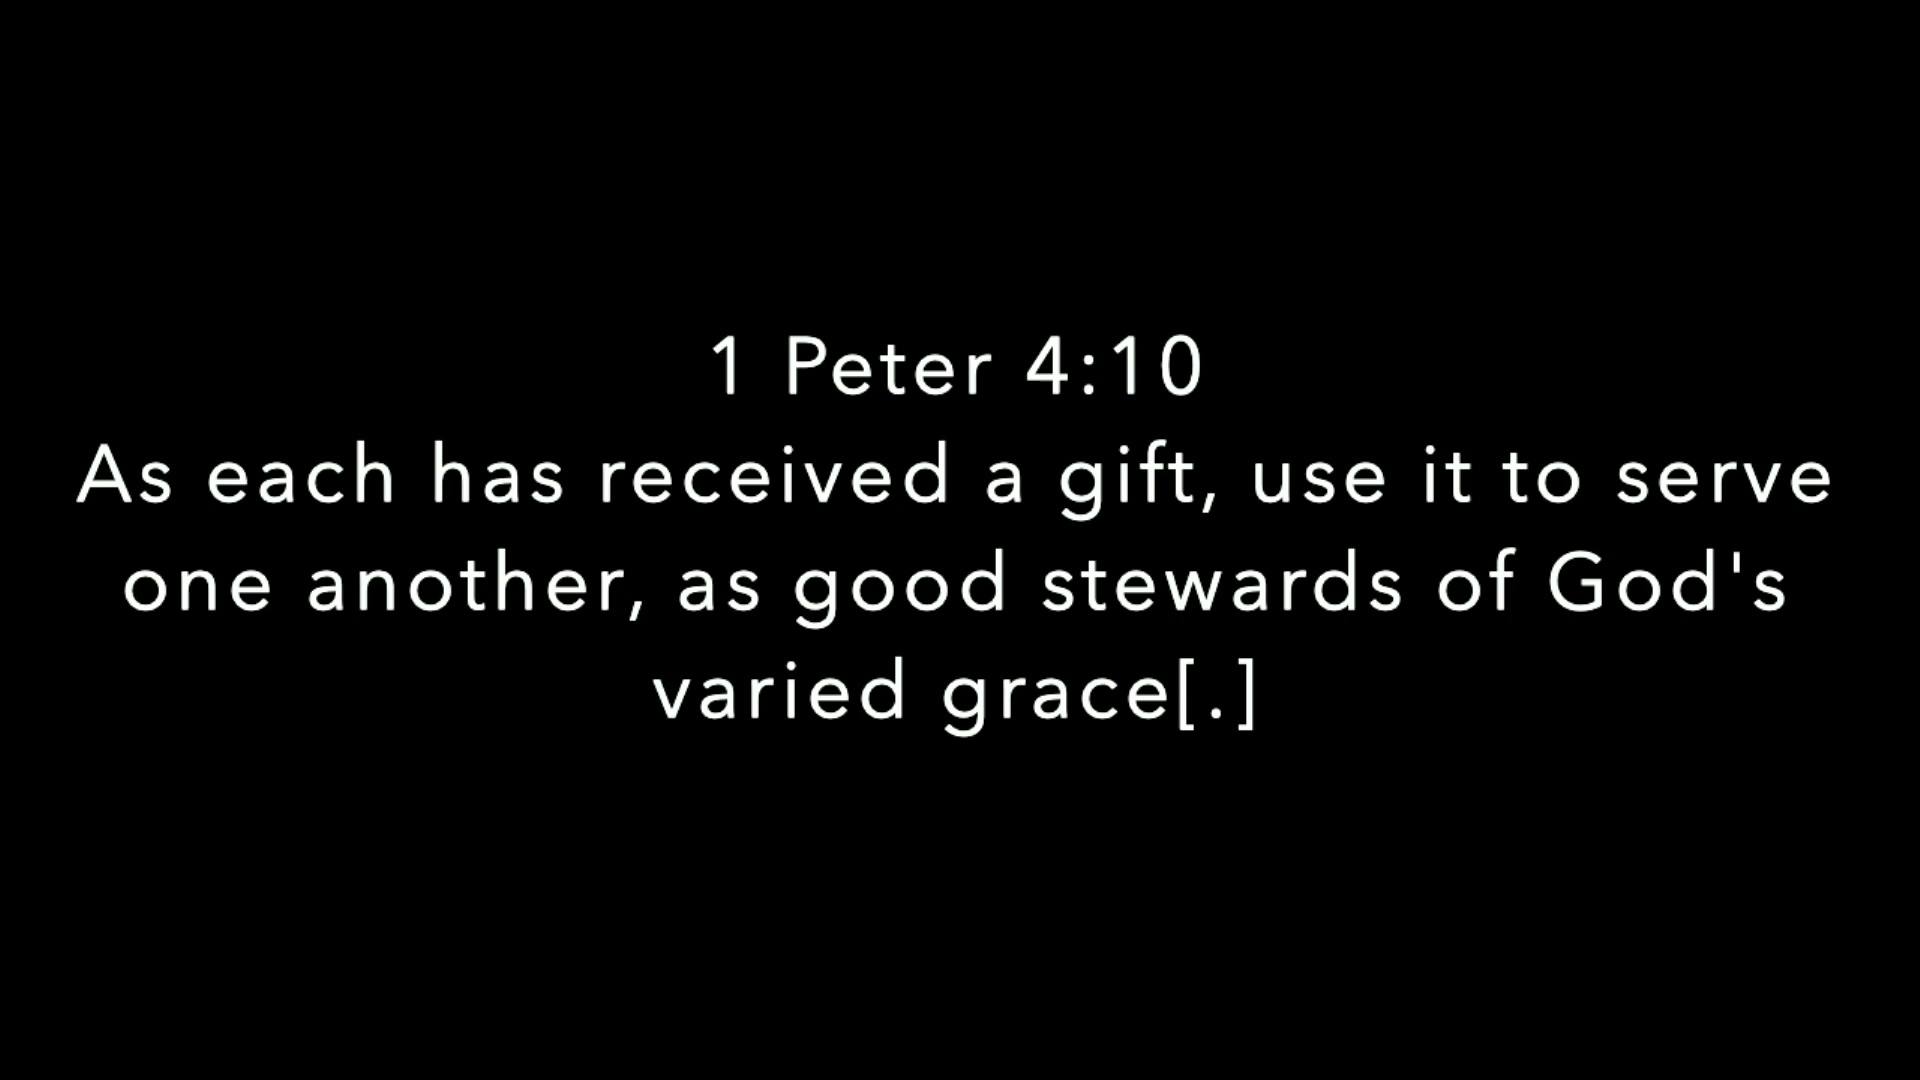 1 Peter 4:10
As each has received a gift, use it to serve
one another, as good stewards of God's
varied grace[.]